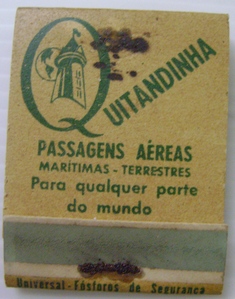 QUITANDINHA
PASSAGENS AÉREAS
MARÍTIMAS - TERRESTRES
Para qualquer parte
do mundo
Universal-Fósforos de Segurança